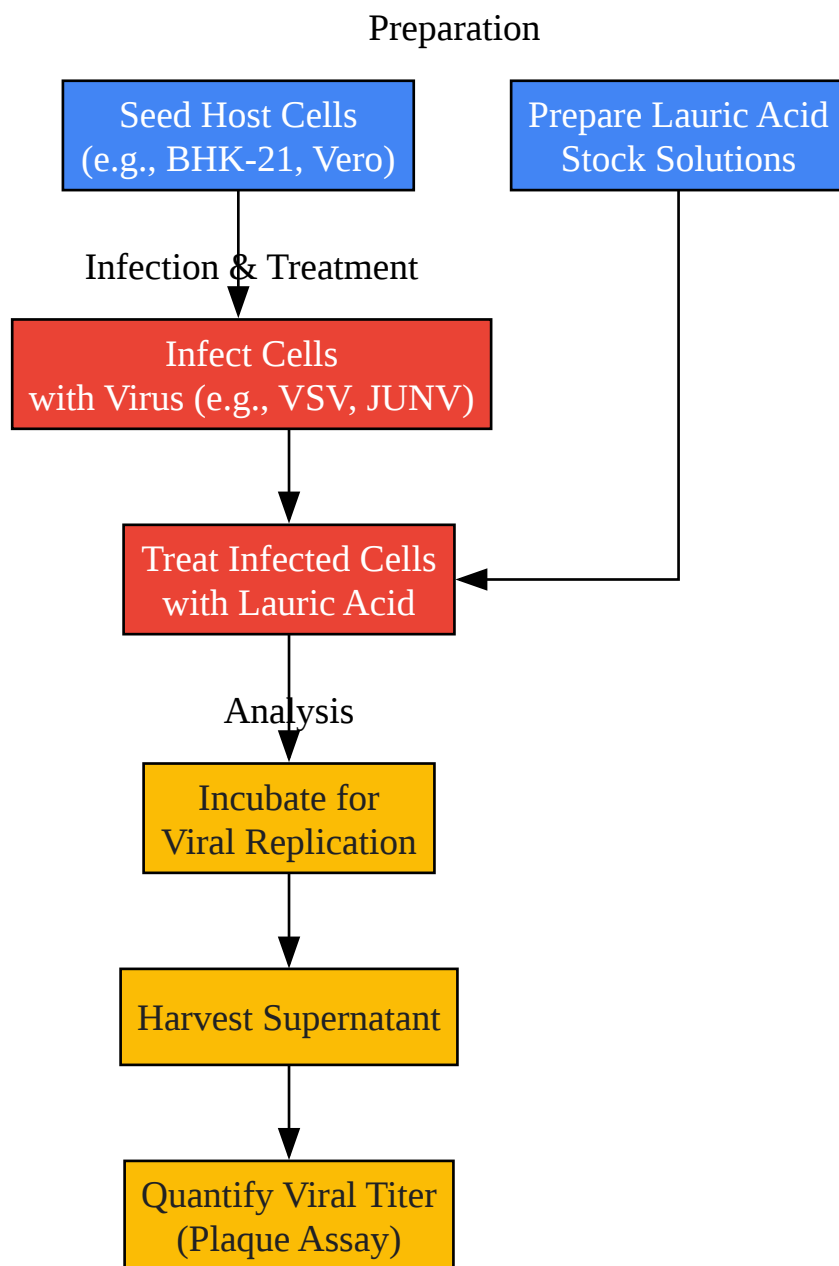 Preparation
Seed Host Cells
(e.g., BHK-21, Vero)
Prepare Lauric Acid
Stock Solutions
Infection & Treatment
Infect Cells
with Virus (e.g., VSV, JUNV)
Treat Infected Cells
with Lauric Acid
Analysis
Incubate for
Viral Replication
Harvest Supernatant
Quantify Viral Titer
(Plaque Assay)